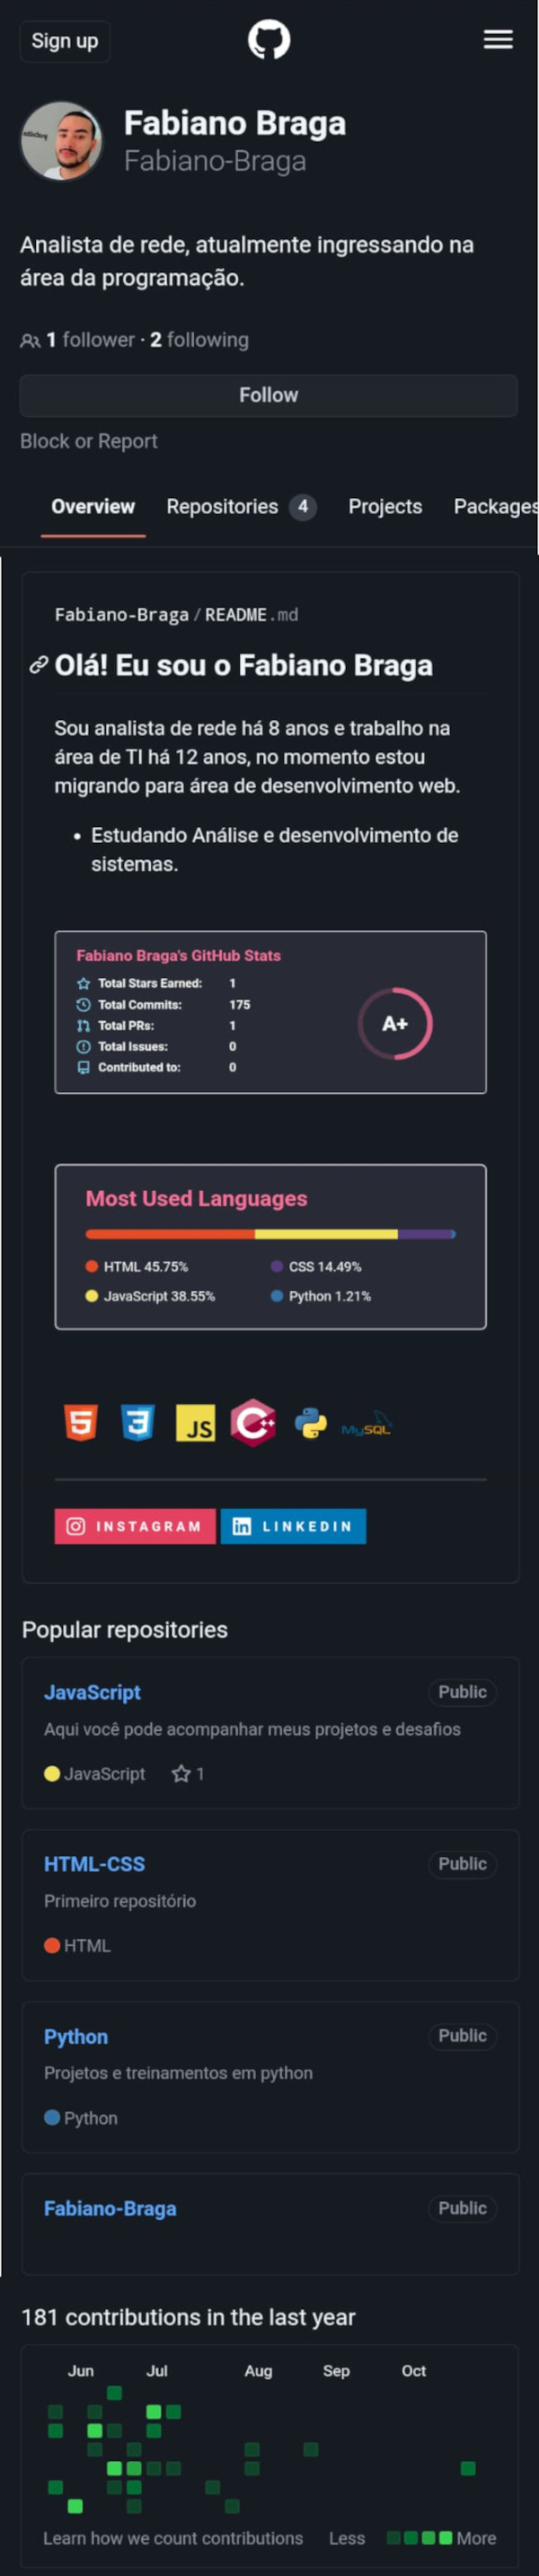 Sign up
Fabiano Braga
Fabiano-Braga
Analista de rede, atualmente ingressando na
área da programação.
1 follower · 2 following
Follow
Block or Report
Overview Repositories 4 Projects Packages
Fabiano-Braga / README.md
Olá! Eu sou o Fabiano Braga
Sou analista de rede há 8 anos e trabalho na
área de TI há 12 anos, no momento estou
migrando para área de desenvolvimento web.
• Estudando Análise e desenvolvimento de
sistemas.
Fabiano Braga's GitHub Stats
Total Stars Earned: 1
Total Commits: 175
Total PRs: 1
Total Issues: 0
Contributed to: 0
A+
Most Used Languages
HTML 45.75% CSS 14.49%
JavaScript 38.55% Python 1.21%
5 3 JS C++ MySQL
INSTAGRAM LINKEDIN
Popular repositories
JavaScript Public
Aqui você pode acompanhar meus projetos e desafios
JavaScript 1
HTML-CSS Public
Primeiro repositório
HTML
Python Public
Projetos e treinamentos em python
Python
Fabiano-Braga Public
181 contributions in the last year
Jun Jul Aug Sep Oct
Learn how we count contributions Less More